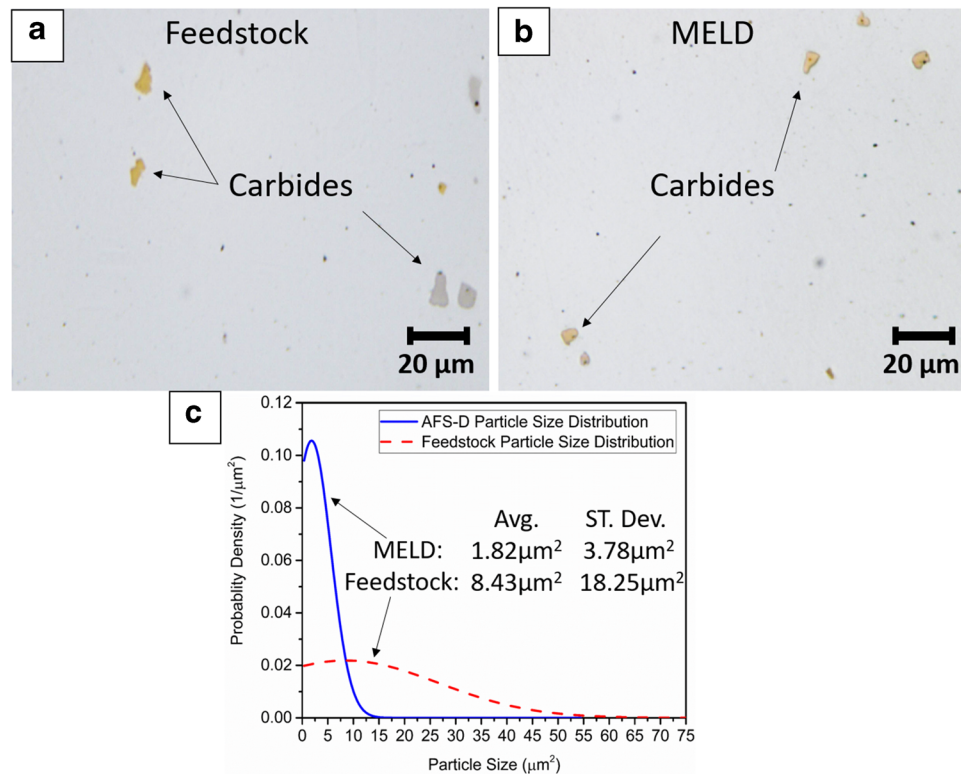 a
Feedstock
Carbides
20 µm
b
MELD
Carbides
20 µm
c
0.12
0.10
0.08
0.06
0.04
0.02
0.00
Probablity Density (1/µm²)
AFS-D Particle Size Distribution
Feedstock Particle Size Distribution
Avg. ST. Dev.
MELD: 1.82µm² 3.78µm²
Feedstock: 8.43µm² 18.25µm²
0 5 10 15 20 25 30 35 40 45 50 55 60 65 70 75
Particle Size (µm²)